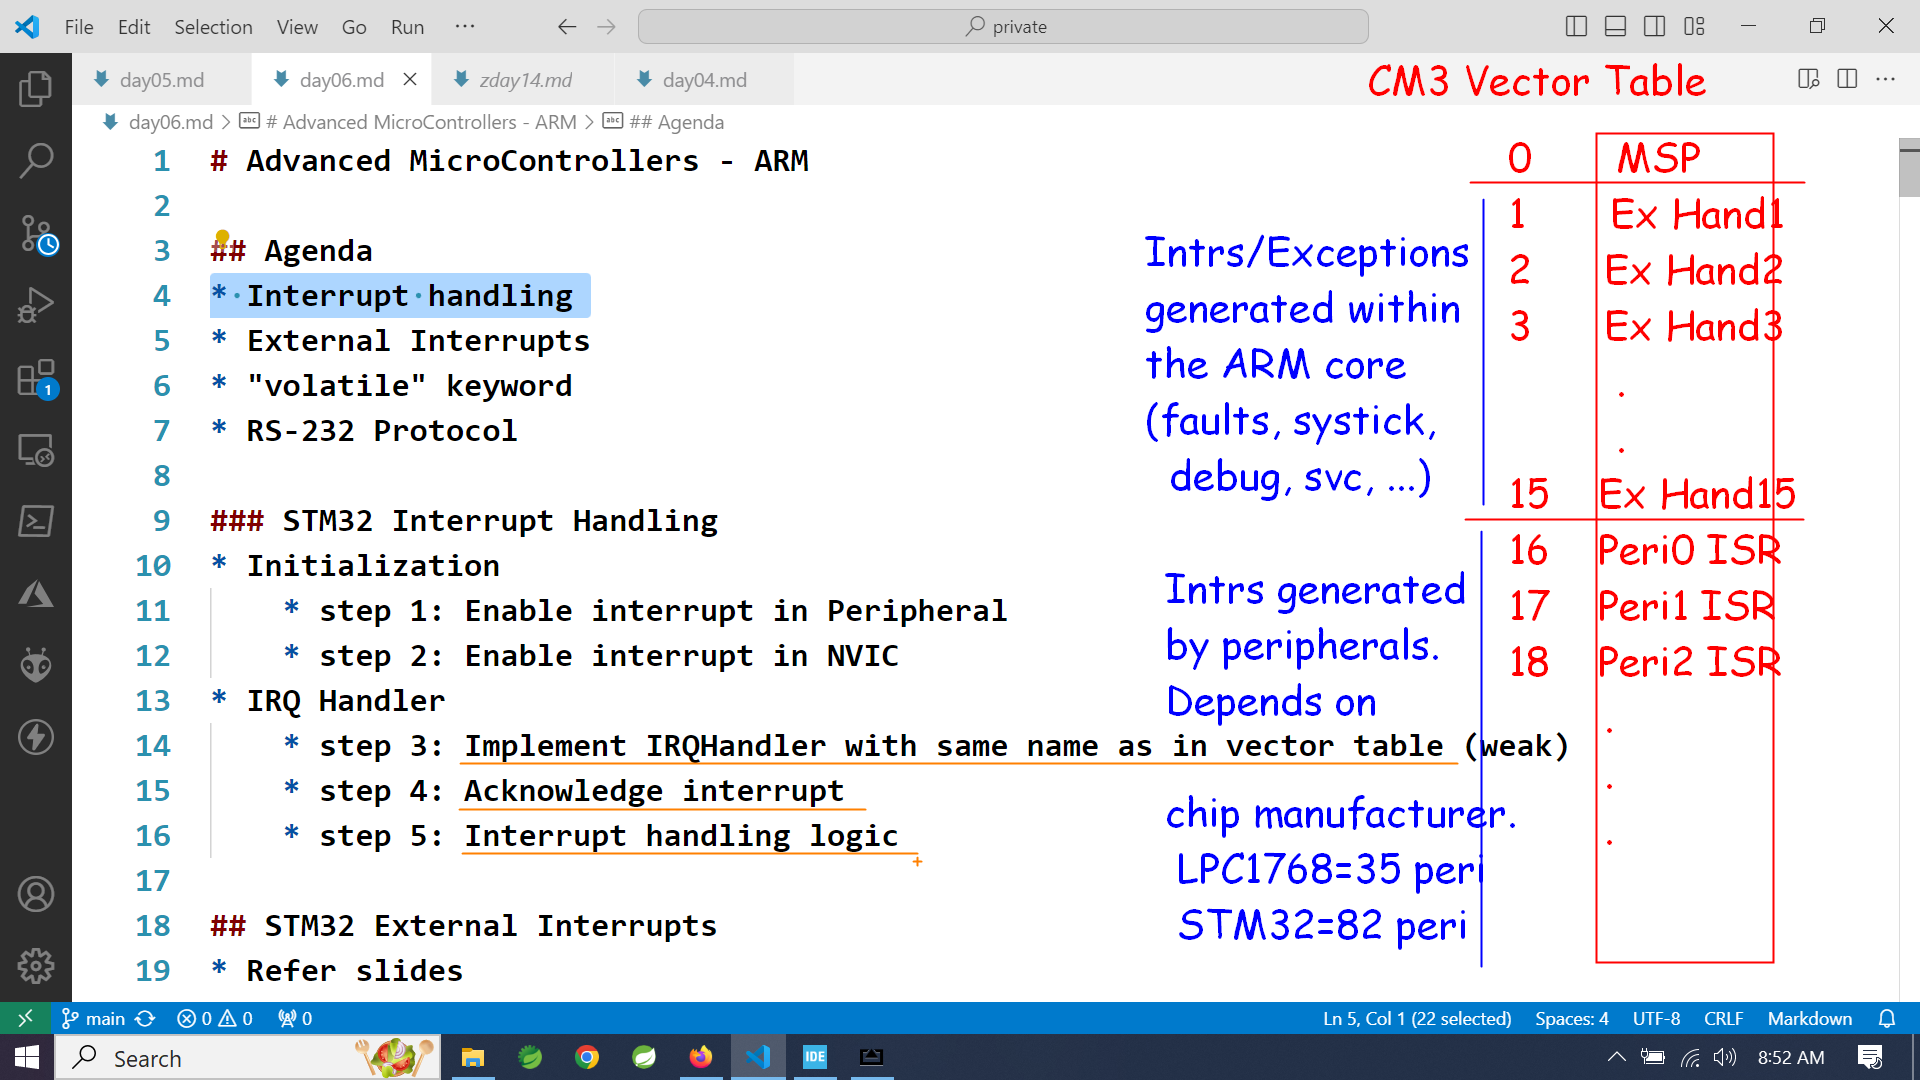 File Edit Selection View Go Run ···
private
day05.md day06.md zday14.md day04.md
day06.md > # Advanced MicroControllers - ARM > ## Agenda
1 # Advanced MicroControllers - ARM
2
3 ## Agenda
4 * Interrupt handling
5 * External Interrupts
6 * "volatile" keyword
7 * RS-232 Protocol
8
9 ### STM32 Interrupt Handling
10 * Initialization
11 * step 1: Enable interrupt in Peripheral
12 * step 2: Enable interrupt in NVIC
13 * IRQ Handler
14 * step 3: Implement IRQHandler with same name as in vector table (weak)
15 * step 4: Acknowledge interrupt
16 * step 5: Interrupt handling logic
17
18 ## STM32 External Interrupts
19 * Refer slides
CM3 Vector Table
0 MSP
1 Ex Hand1
2 Ex Hand2
3 Ex Hand3
.
.
15 Ex Hand15
16 Peri0 ISR
17 Peri1 ISR
18 Peri2 ISR
.
.
.
Intrs/Exceptions
generated within
the ARM core
(faults, systick,
debug, svc, ...)
Intrs generated
by peripherals.
Depends on
chip manufacturer.
LPC1768=35 peri
STM32=82 peri
1
main 0 0 0
Ln 5, Col 1 (22 selected) Spaces: 4 UTF-8 CRLF Markdown
Search
IDE
8:52 AM
3